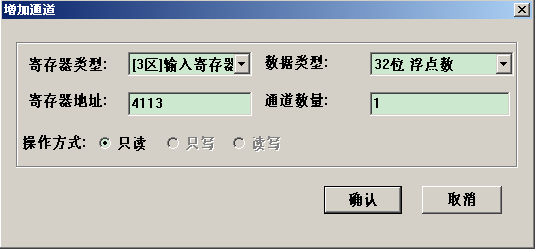 增加通道
寄存器类型: [3区]输入寄存器 数据类型: 32位 浮点数
寄存器地址: 4113 通道数量: 1
操作方式: 只读 只写 读写
确认 取消